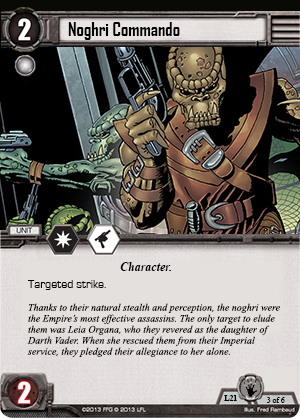 2
Noghri Commando
UNIT
Character.
Targeted strike.
Thanks to their natural stealth and perception, the noghri were
the Empire's most effective assassins. The only target to elude
them was Leia Organa, who they revered as the daughter of
Darth Vader. When she rescued them from their Imperial
service, they pledged their allegiance to her alone.
2
L21
3 of 6
©2013 FFG © 2013 LFL
Illus. Fred Rambaud